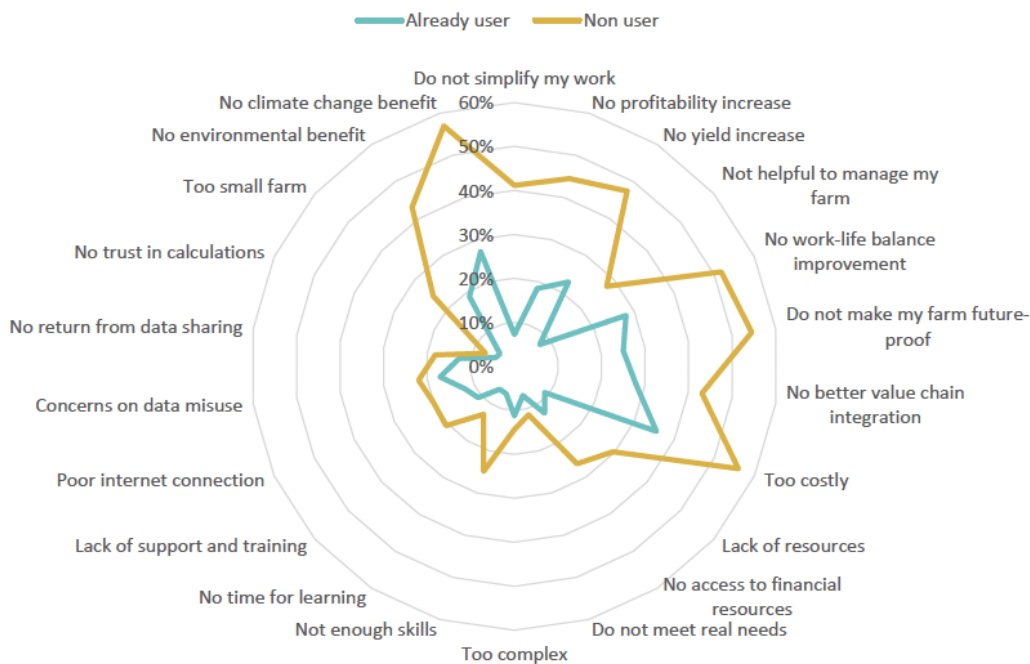 Already user
Non user
Do not simplify my work
No profitability increase
No yield increase
Not helpful to manage my
farm
No work-life balance
improvement
Do not make my farm future-
proof
No better value chain
integration
Too costly
Lack of resources
No access to financial
resources
Do not meet real needs
Too complex
Not enough skills
No time for learning
Lack of support and training
Poor internet connection
Concerns on data misuse
No return from data sharing
No trust in calculations
Too small farm
No environmental benefit
No climate change benefit
60%
50%
40%
30%
20%
10%
0%